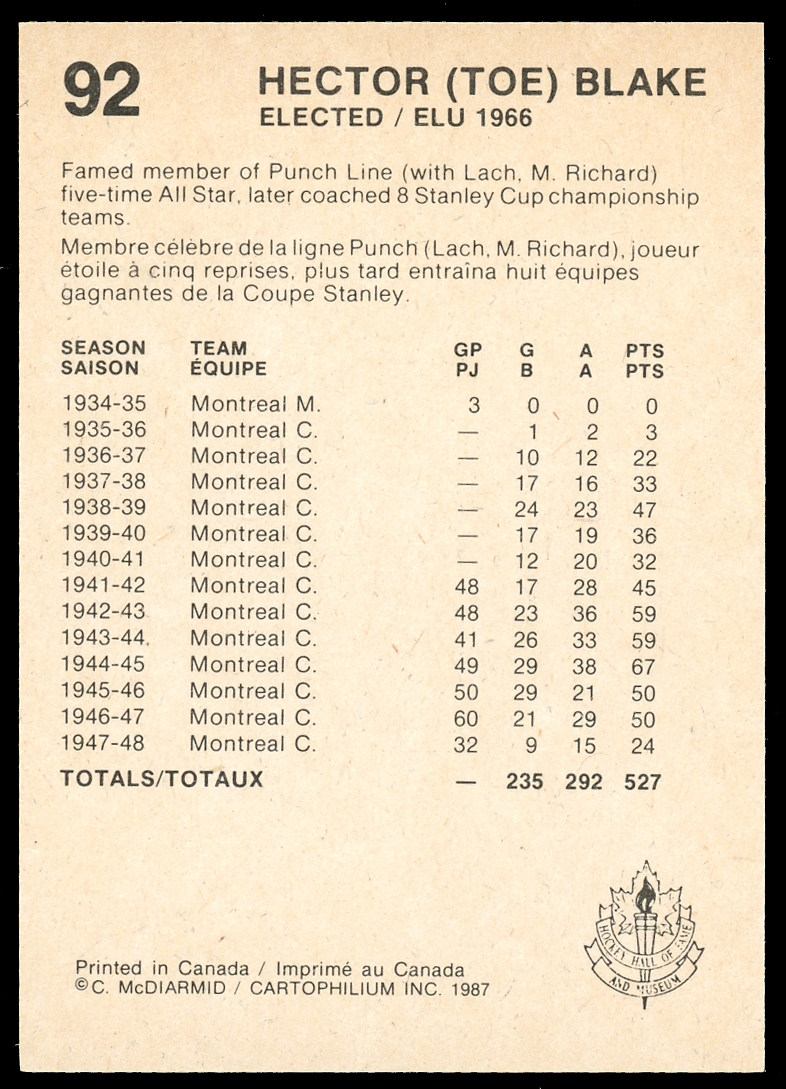 92 HECTOR (TOE) BLAKE
ELECTED / ELU 1966
Famed member of Punch Line (with Lach, M. Richard)
five-time All Star, later coached 8 Stanley Cup championship
teams.
Membre célèbre de la ligne Punch (Lach, M. Richard), joueur
étoile à cinq reprises, plus tard entraîna huit équipes
gagnantes de la Coupe Stanley.
SEASON TEAM GP G A PTS
SAISON ÉQUIPE PJ B A PTS
1934-35 Montreal M. 3 0 0 0
1935-36 Montreal C. — 1 2 3
1936-37 Montreal C. — 10 12 22
1937-38 Montreal C. — 17 16 33
1938-39 Montreal C. — 24 23 47
1939-40 Montreal C. — 17 19 36
1940-41 Montreal C. — 12 20 32
1941-42 Montreal C. 48 17 28 45
1942-43 Montreal C. 48 23 36 59
1943-44 Montreal C. 41 26 33 59
1944-45 Montreal C. 49 29 38 67
1945-46 Montreal C. 50 29 21 50
1946-47 Montreal C. 60 21 29 50
1947-48 Montreal C. 32 9 15 24
TOTALS/TOTAUX — 235 292 527
HOCKEY HALL OF FAME
AND MUSEUM
Printed in Canada / Imprimé au Canada
© C. McDIARMID / CARTOPHILIUM INC. 1987